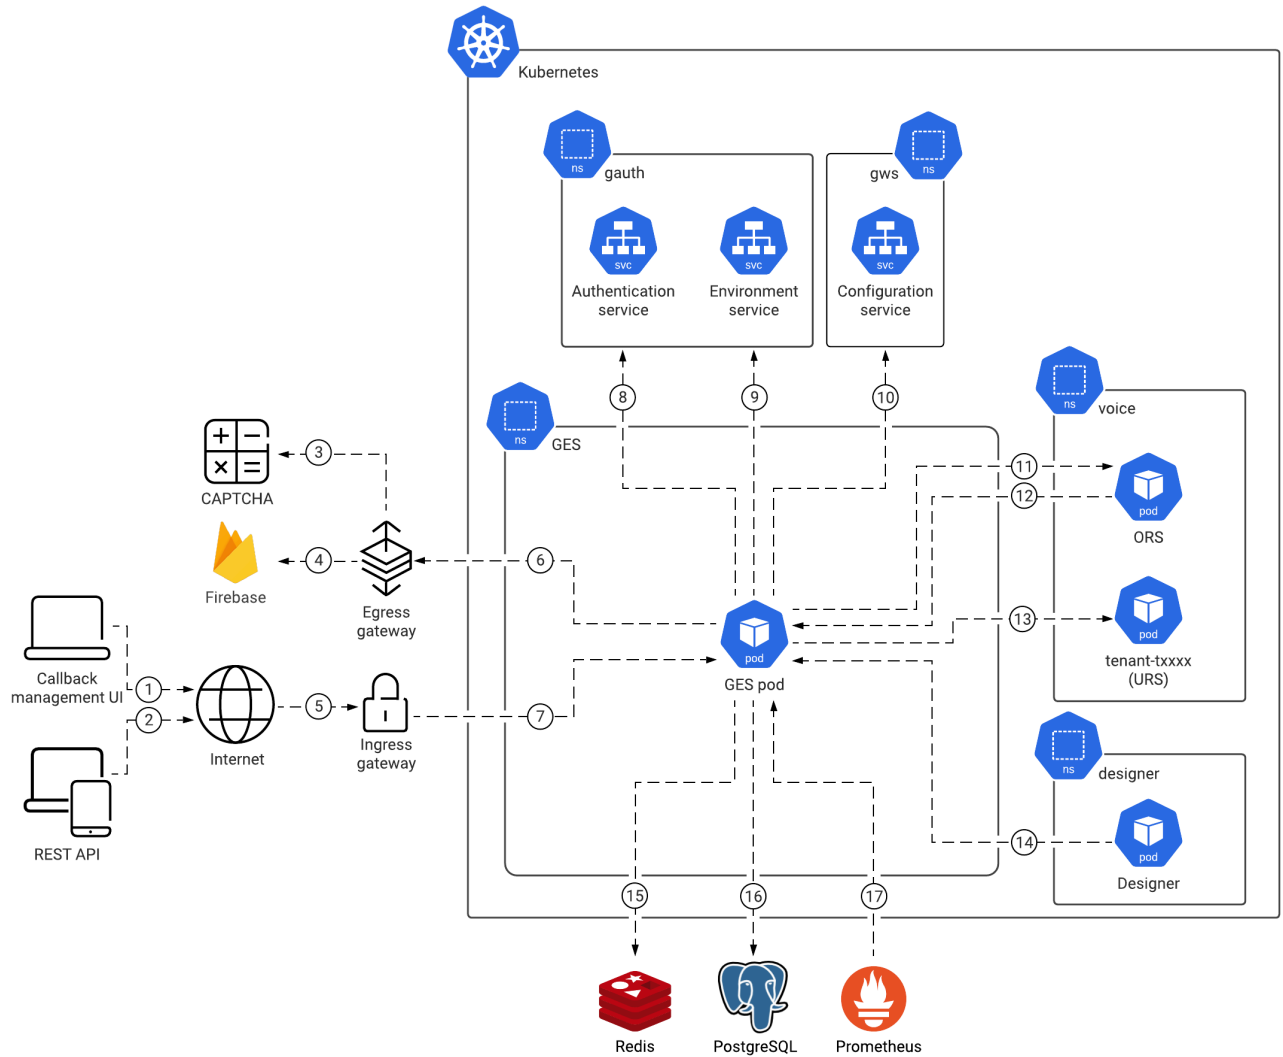 Kubernetes
ns
gauth
gws
ns
svc
Authentication
service
svc
Environment
service
svc
Configuration
service
8
9
10
ns
GES
ns
voice
3
CAPTCHA
11
12
pod
ORS
4
Firebase
Egress
gateway
6
13
pod
tenant-txxxx
(URS)
pod
GES pod
Callback
management UI
1
2
Internet
5
Ingress
gateway
7
REST API
ns
designer
14
pod
Designer
15
16
17
Redis
PostgreSQL
Prometheus